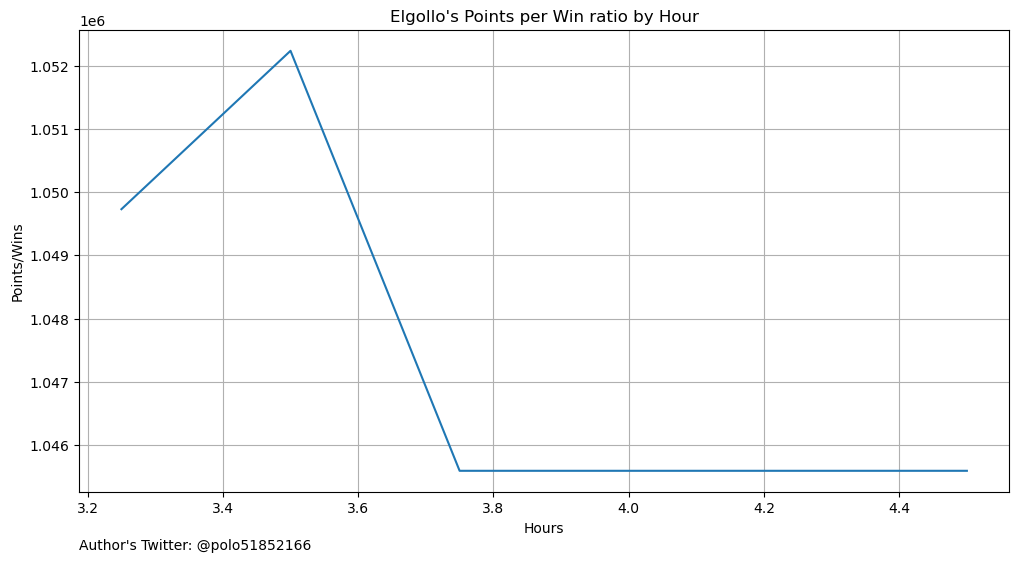 Elgollo's Points per Win ratio by Hour
1e6
1.052
1.051
1.050
1.049
1.048
1.047
1.046
Points/Wins
3.2 3.4 3.6 3.8 4.0 4.2 4.4
Hours
Author's Twitter: @polo51852166